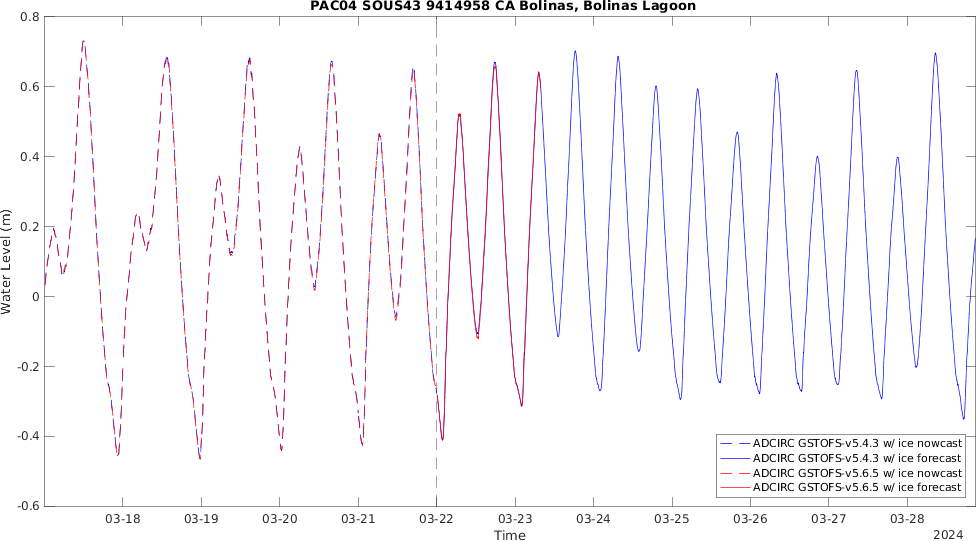 PAC04 SOUS43 9414958 CA Bolinas, Bolinas Lagoon
0.8
0.6
0.4
0.2
0
-0.2
-0.4
-0.6
Water Level (m)
03-18 03-19 03-20 03-21 03-22 03-23 03-24 03-25 03-26 03-27 03-28
Time
2024
ADCIRC GSTOFS-v5.4.3 w/ ice nowcast
ADCIRC GSTOFS-v5.4.3 w/ ice forecast
ADCIRC GSTOFS-v5.6.5 w/ ice nowcast
ADCIRC GSTOFS-v5.6.5 w/ ice forecast